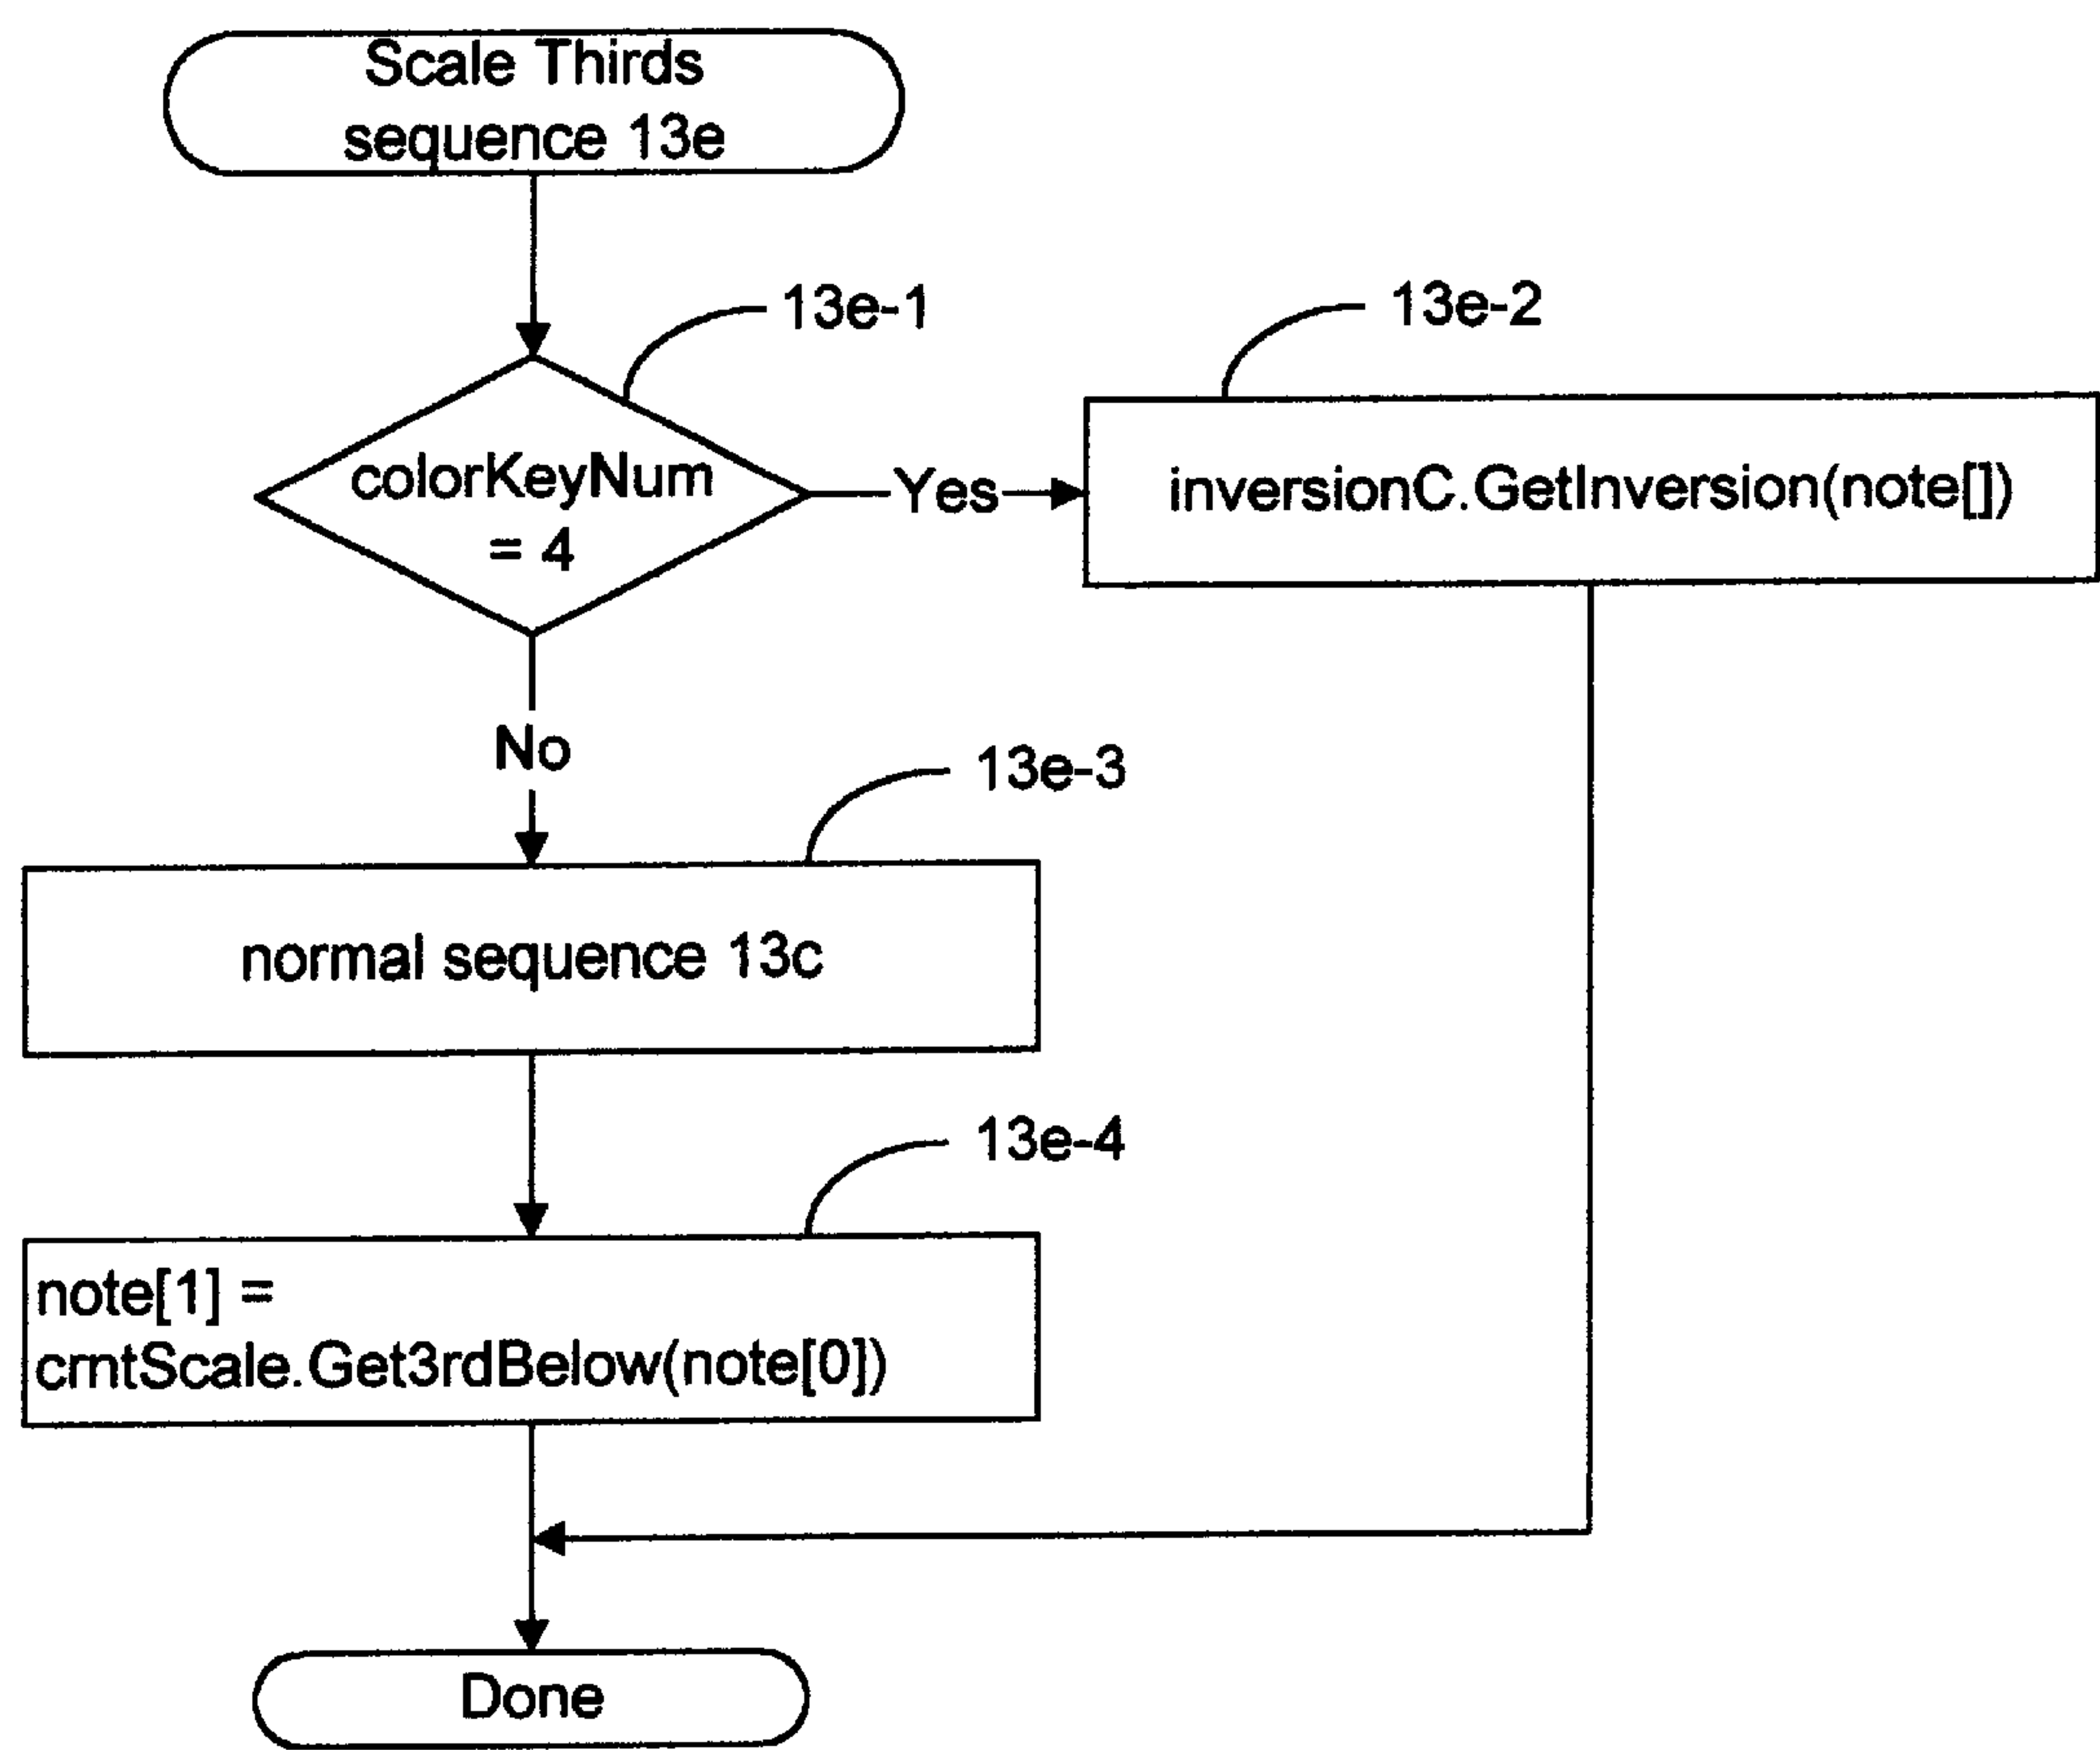 Scale Thirds
sequence 13e
13e-1
13e-2
colorKeyNum
= 4
Yes
inversionC.GetInversion(note[])
No
13e-3
normal sequence 13c
13e-4
note[1] =
crntScale.Get3rdBelow(note[0])
Done